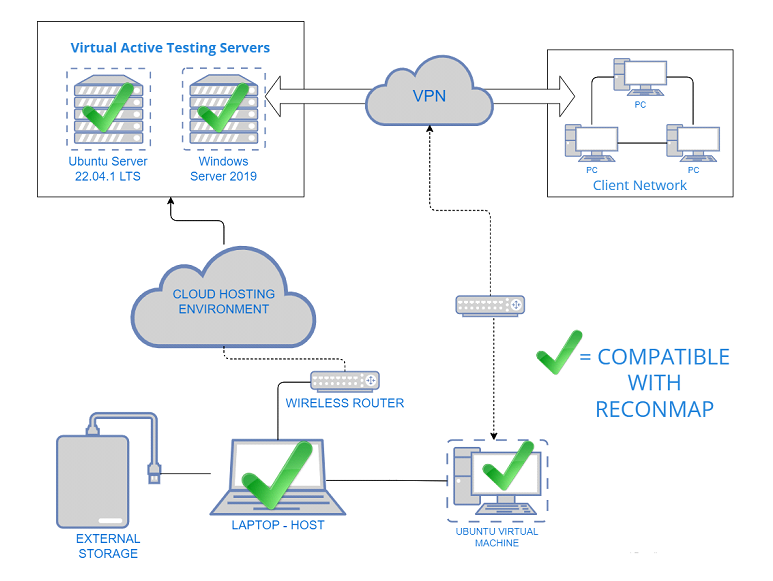 Virtual Active Testing Servers
Ubuntu Server
22.04.1 LTS
Windows
Server 2019
VPN
PC
PC
PC
Client Network
CLOUD HOSTING
ENVIRONMENT
WIRELESS ROUTER
= COMPATIBLE
WITH
RECONMAP
EXTERNAL
STORAGE
LAPTOP - HOST
UBUNTU VIRTUAL
MACHINE